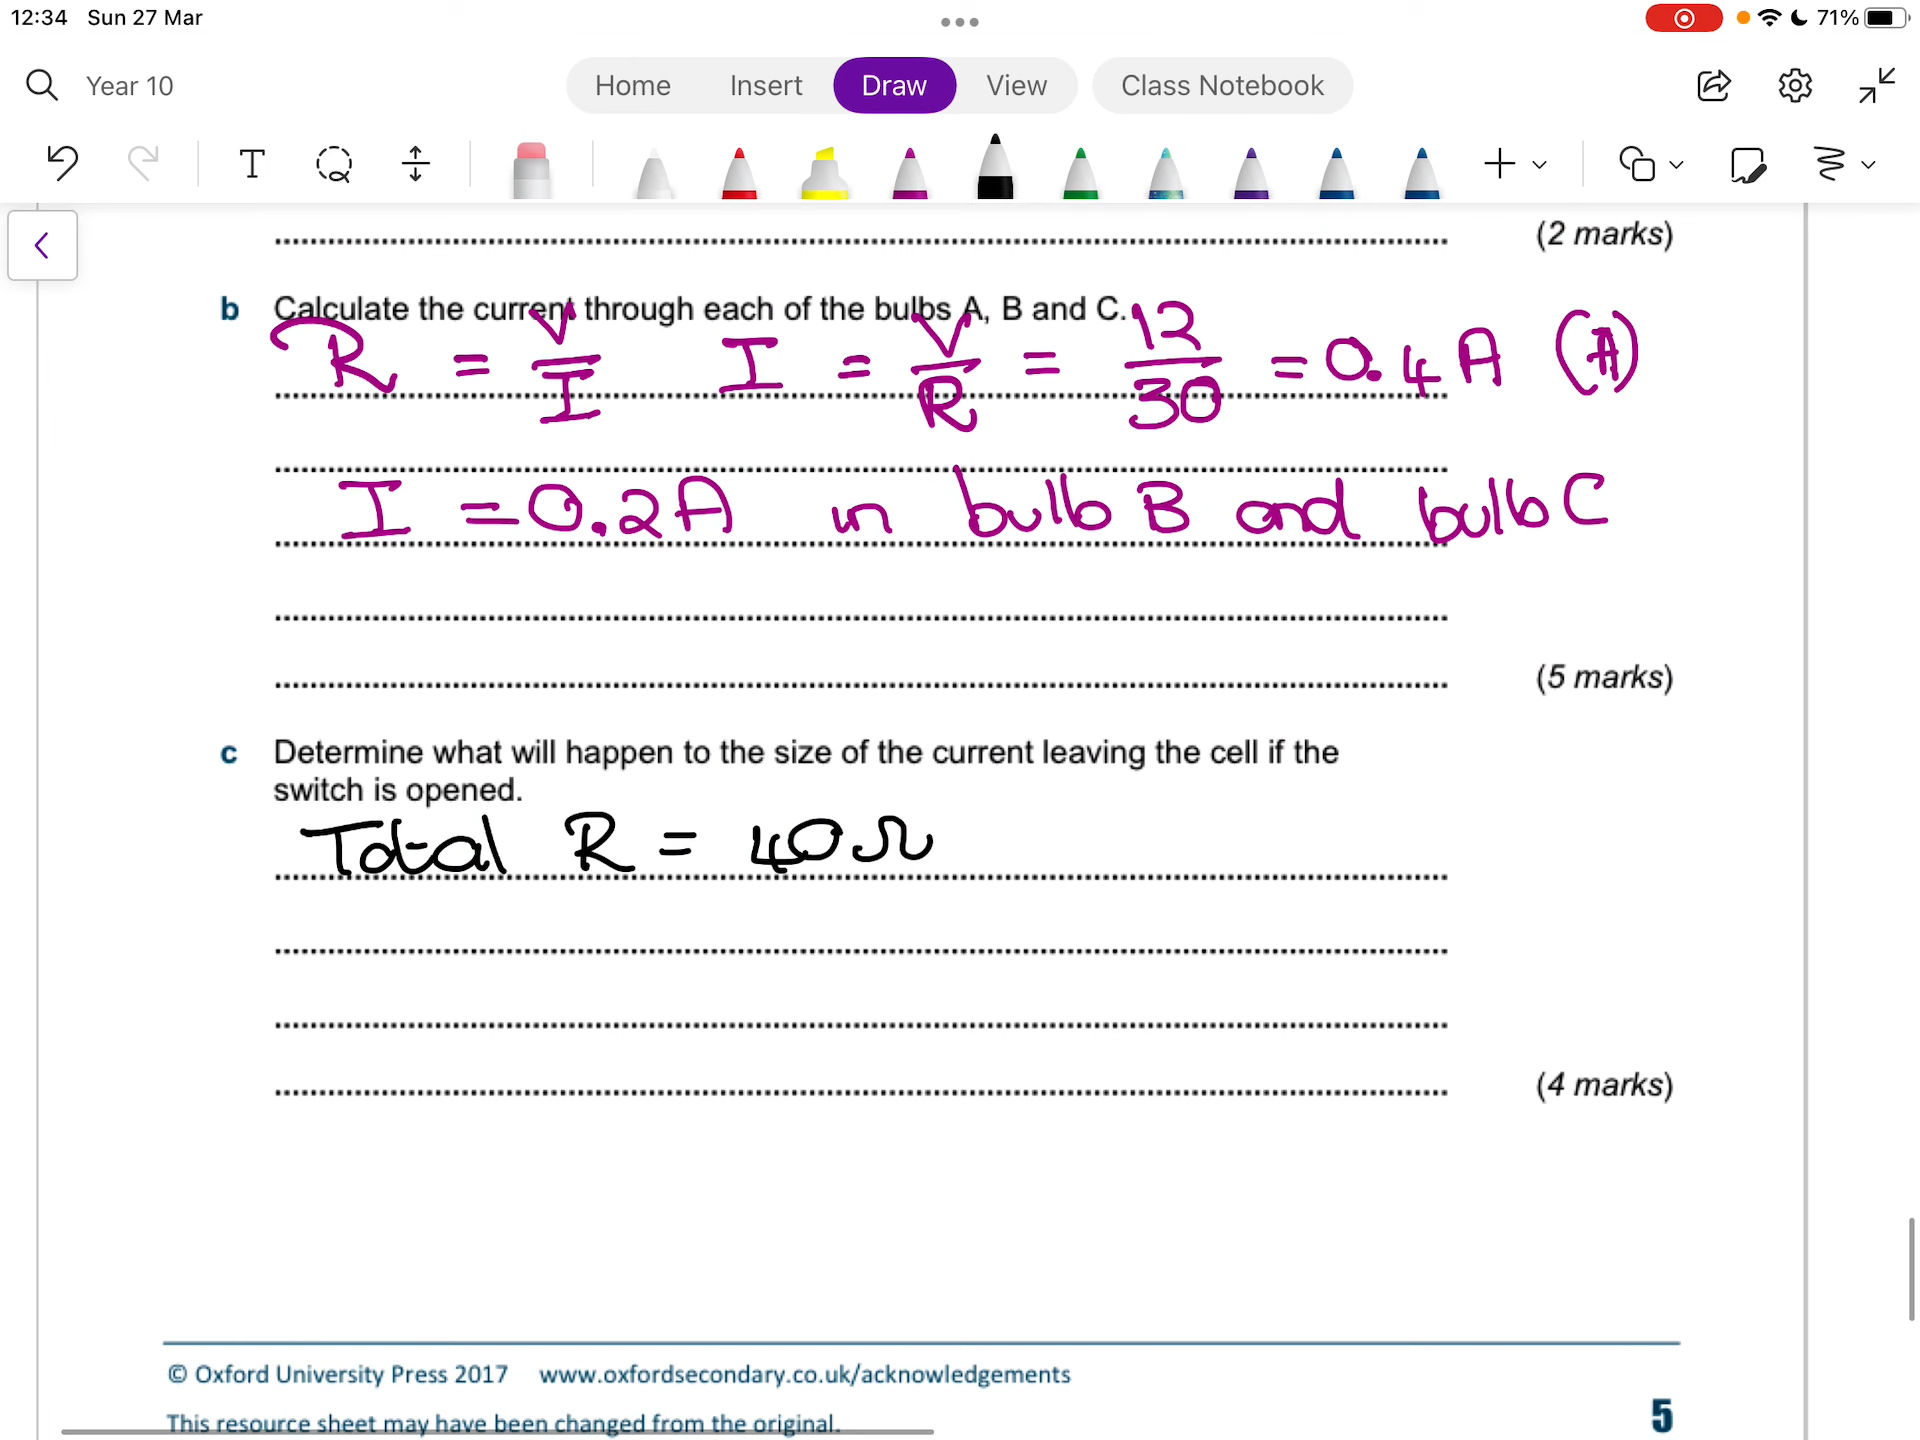 12:34 Sun 27 Mar
71%
Year 10
Home Insert Draw View Class Notebook
T
(2 marks)
b Calculate the current through each of the bulbs A, B and C.
R = V/I I = V/R = 12/30 = 0.4 A (A)
I = 0.2A in bulb B and bulb C
(5 marks)
c Determine what will happen to the size of the current leaving the cell if the
switch is opened.
Total R = 40Ω
(4 marks)
© Oxford University Press 2017 www.oxfordsecondary.co.uk/acknowledgements
This resource sheet may have been changed from the original.
5